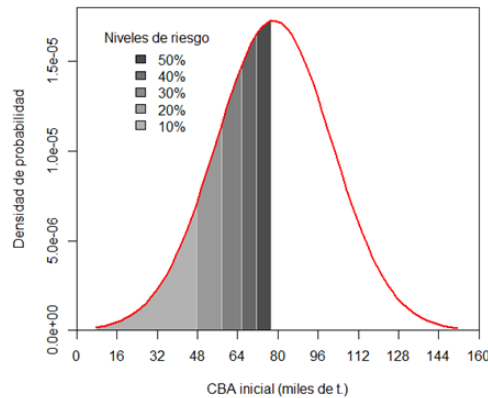 Niveles de riesgo
50%
40%
30%
20%
10%
Densidad de probabilidad
1.5e-05
1.0e-05
5.0e-06
0.0e+00
0 16 32 48 64 80 96 112 128 144 160
CBA inicial (miles de t.)